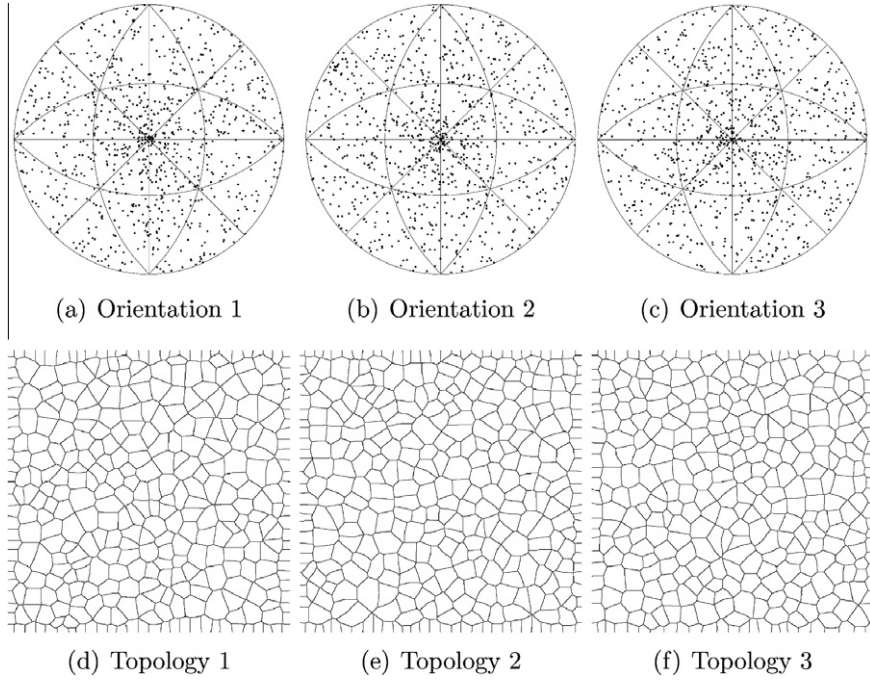 (a) Orientation 1
(b) Orientation 2
(c) Orientation 3
(d) Topology 1
(e) Topology 2
(f) Topology 3